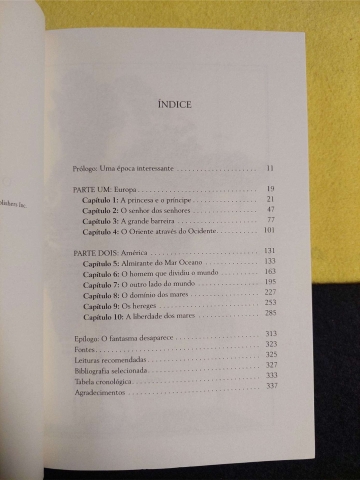 blishers Inc.
ÍNDICE
Prólogo: Uma época interessante 11
PARTE UM: Europa 19
Capítulo 1: A princesa e o príncipe 21
Capítulo 2: O senhor dos senhores 47
Capítulo 3: A grande barreira 77
Capítulo 4: O Oriente através do Ocidente 101
PARTE DOIS: América 131
Capítulo 5: Almirante do Mar Oceano 133
Capítulo 6: O homem que dividiu o mundo 163
Capítulo 7: O outro lado do mundo 195
Capítulo 8: O domínio dos mares 227
Capítulo 9: Os hereges 253
Capítulo 10: A liberdade dos mares 285
Epílogo: O fantasma desaparece 313
Fontes 323
Leituras recomendadas 325
Bibliografia selecionada 327
Tabela cronológica 333
Agradecimentos 337